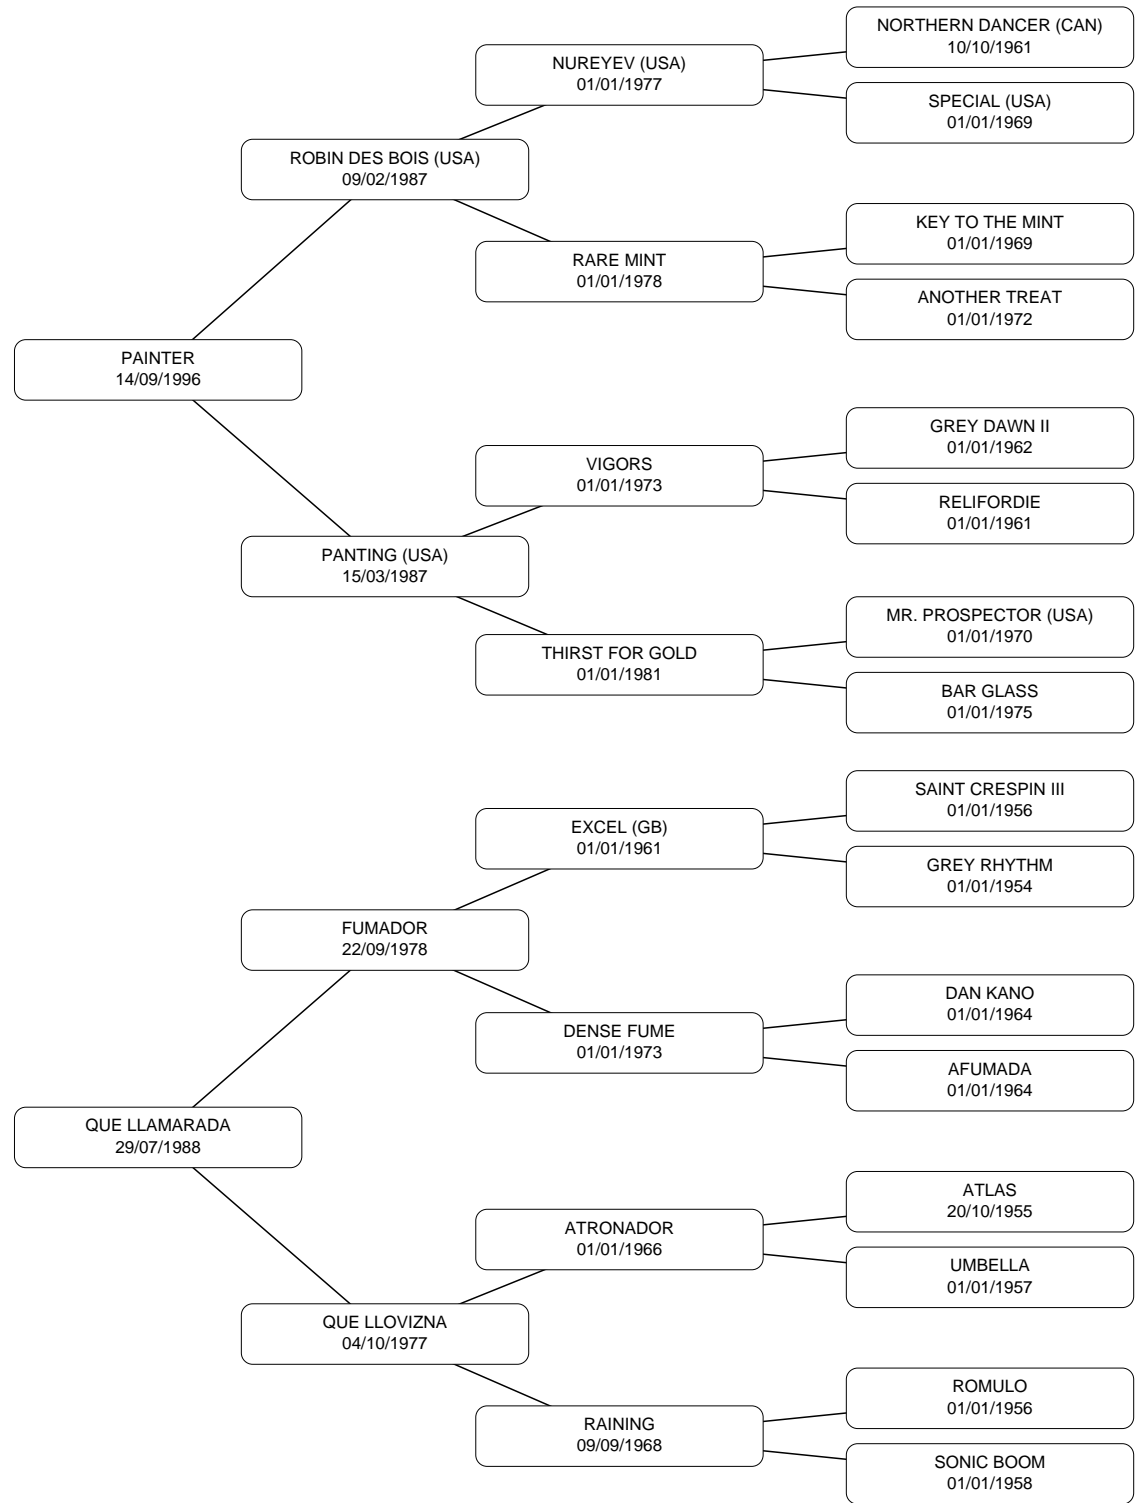 NORTHERN DANCER (CAN)
10/10/1961
NUREYEV (USA)
01/01/1977
SPECIAL (USA)
01/01/1969
ROBIN DES BOIS (USA)
09/02/1987
KEY TO THE MINT
01/01/1969
RARE MINT
01/01/1978
ANOTHER TREAT
01/01/1972
PAINTER
14/09/1996
GREY DAWN II
01/01/1962
VIGORS
01/01/1973
RELIFORDIE
01/01/1961
PANTING (USA)
15/03/1987
MR. PROSPECTOR (USA)
01/01/1970
THIRST FOR GOLD
01/01/1981
BAR GLASS
01/01/1975
SAINT CRESPIN III
01/01/1956
EXCEL (GB)
01/01/1961
GREY RHYTHM
01/01/1954
FUMADOR
22/09/1978
DAN KANO
01/01/1964
DENSE FUME
01/01/1973
AFUMADA
01/01/1964
QUE LLAMARADA
29/07/1988
ATLAS
20/10/1955
ATRONADOR
01/01/1966
UMBELLA
01/01/1957
QUE LLOVIZNA
04/10/1977
ROMULO
01/01/1956
RAINING
09/09/1968
SONIC BOOM
01/01/1958